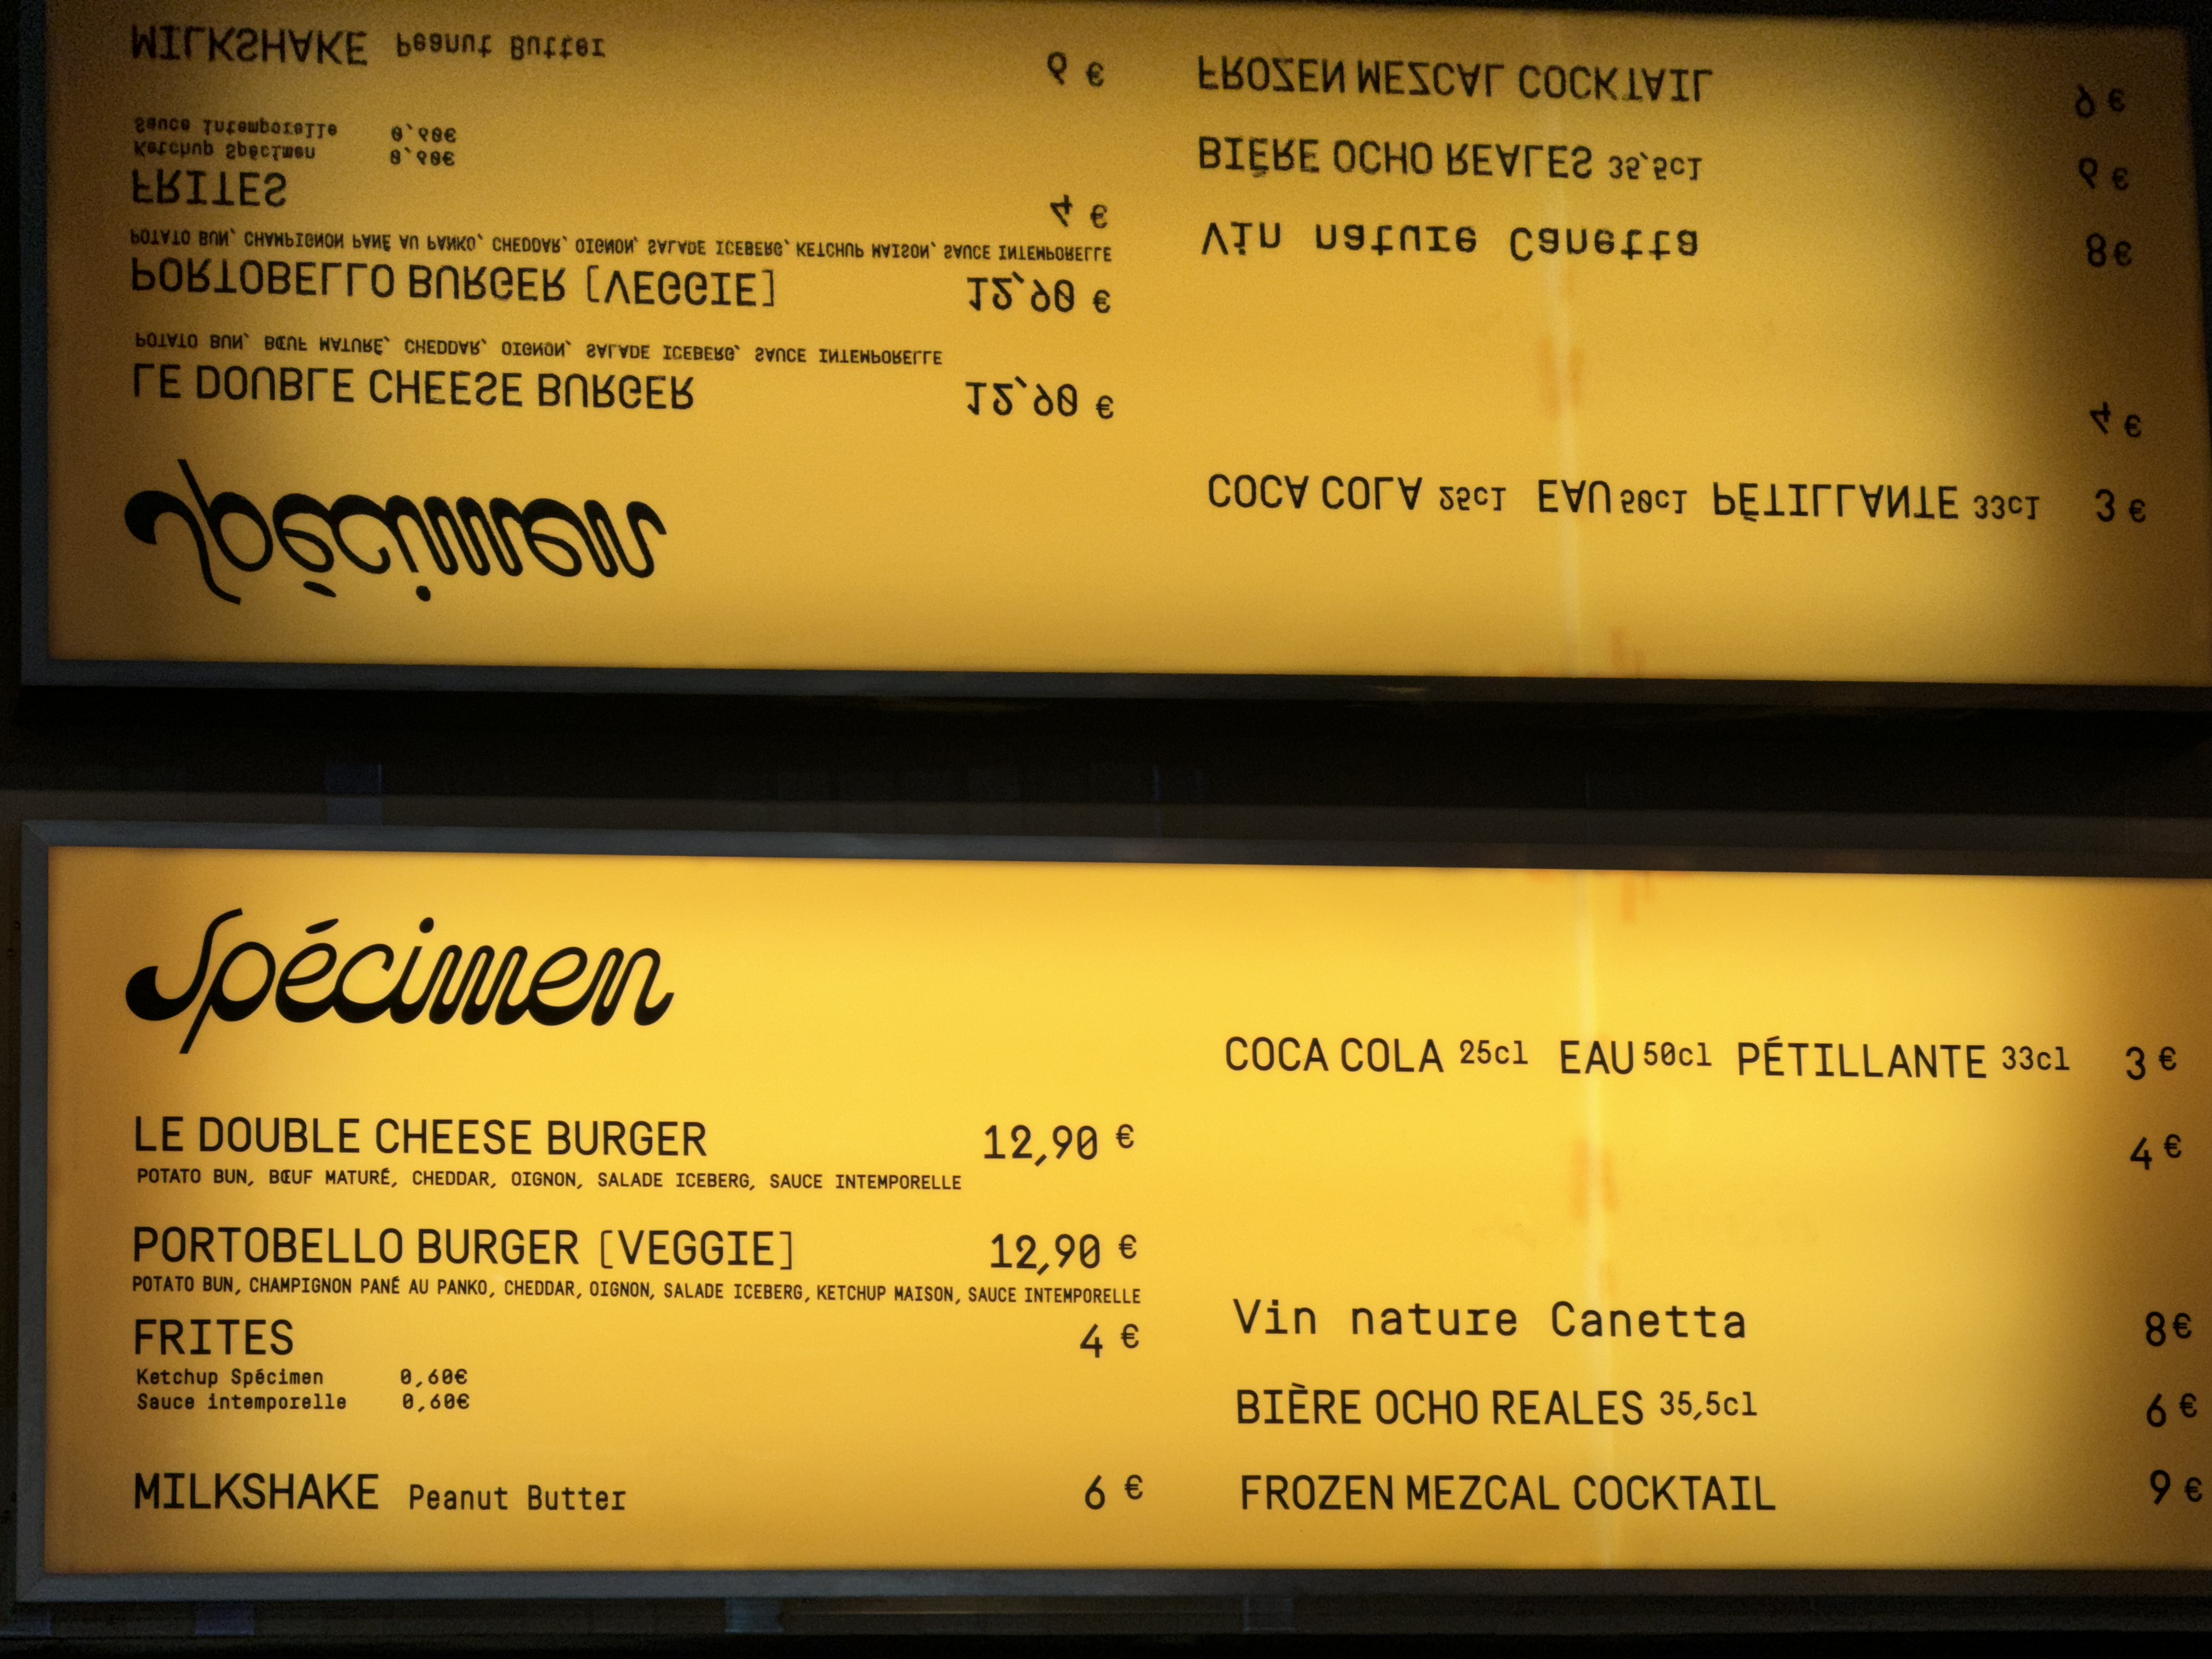 Spécimen
LE DOUBLE CHEESE BURGER 12,90 €
POTATO BUN, BŒUF MATURÉ, CHEDDAR, OIGNON, SALADE ICEBERG, SAUCE INTEMPORELLE
PORTOBELLO BURGER [VEGGIE] 12,90 €
POTATO BUN, CHAMPIGNON PANÉ AU PANKO, CHEDDAR, OIGNON, SALADE ICEBERG, KETCHUP MAISON, SAUCE INTEMPORELLE
FRITES 4 €
Ketchup Spécimen 0,60€
Sauce intemporelle 0,60€
MILKSHAKE Peanut Butter 6 €
COCA COLA 25cl EAU 50cl PÉTILLANTE 33cl 3 €
4 €
Vin nature Canetta 8€
BIÈRE OCHO REALES 35,5cl 6 €
FROZEN MEZCAL COCKTAIL 9 €